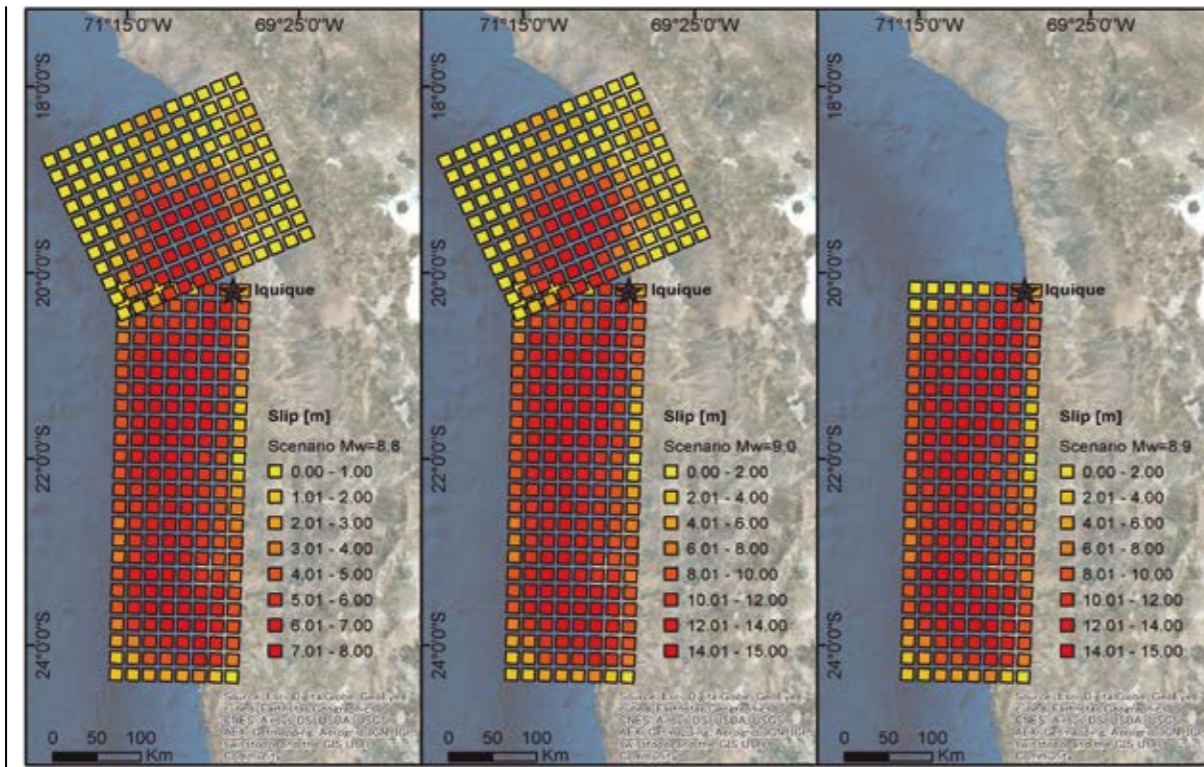 71°15'0"W 69°25'0"W
18°0'0"S
20°0'0"S
22°0'0"S
24°0'0"S
Iquique
Slip [m]
Scenario Mw=8.8
0.00 - 1.00
1.01 - 2.00
2.01 - 3.00
3.01 - 4.00
4.01 - 5.00
5.01 - 6.00
6.01 - 7.00
7.01 - 8.00
0 50 100
Km
71°15'0"W 69°25'0"W
18°0'0"S
20°0'0"S
22°0'0"S
24°0'0"S
Iquique
Slip [m]
Scenario Mw=9.0
0.00 - 2.00
2.01 - 4.00
4.01 - 6.00
6.01 - 8.00
8.01 - 10.00
10.01 - 12.00
12.01 - 14.00
14.01 - 15.00
0 50 100
Km
71°15'0"W 69°25'0"W
18°0'0"S
20°0'0"S
22°0'0"S
24°0'0"S
Iquique
Slip [m]
Scenario Mw=8.9
0.00 - 2.00
2.01 - 4.00
4.01 - 6.00
6.01 - 8.00
8.01 - 10.00
10.01 - 12.00
12.01 - 14.00
14.01 - 15.00
0 50 100
Km